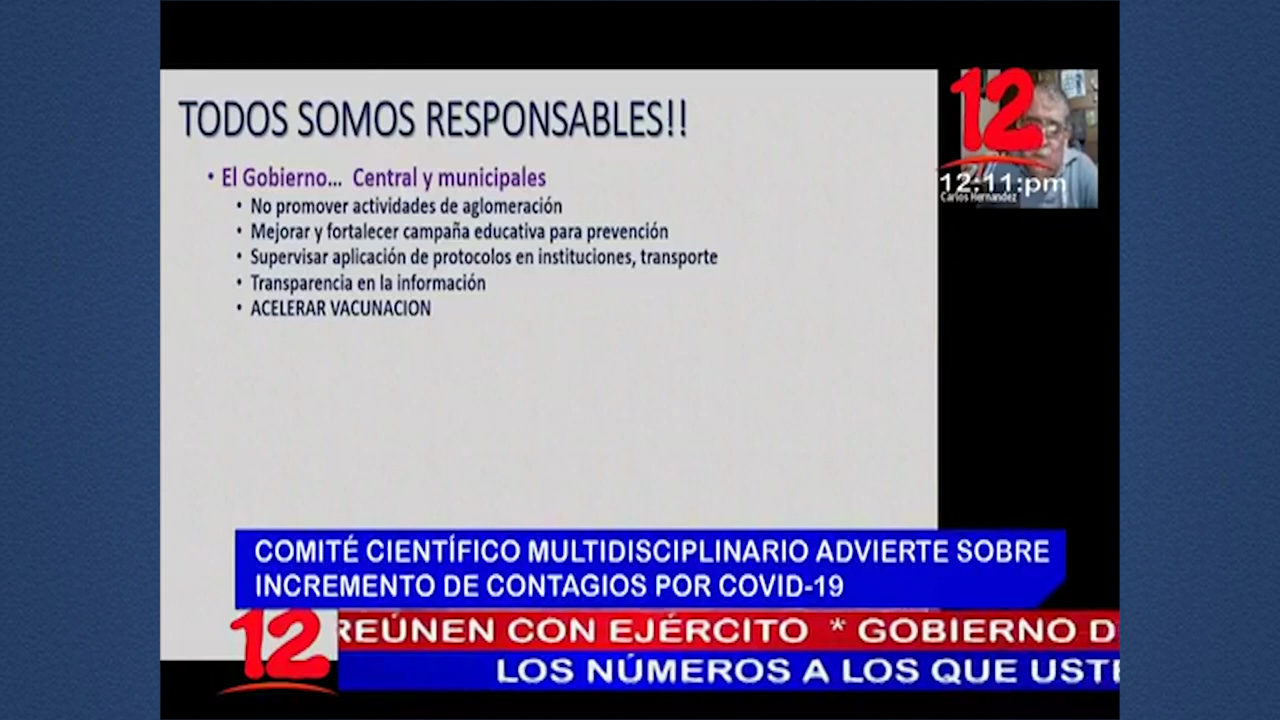 TODOS SOMOS RESPONSABLES!!
• El Gobierno... Central y municipales
• No promover actividades de aglomeración
• Mejorar y fortalecer campaña educativa para prevención
• Supervisar aplicación de protocolos en instituciones, transporte
• Transparencia en la información
• ACELERAR VACUNACION
12
12:11:pm
Carlos Hernández
COMITÉ CIENTÍFICO MULTIDISCIPLINARIO ADVIERTE SOBRE
INCREMENTO DE CONTAGIOS POR COVID-19
12
REÚNEN CON EJÉRCITO * GOBIERNO D
LOS NÚMEROS A LOS QUE USTE